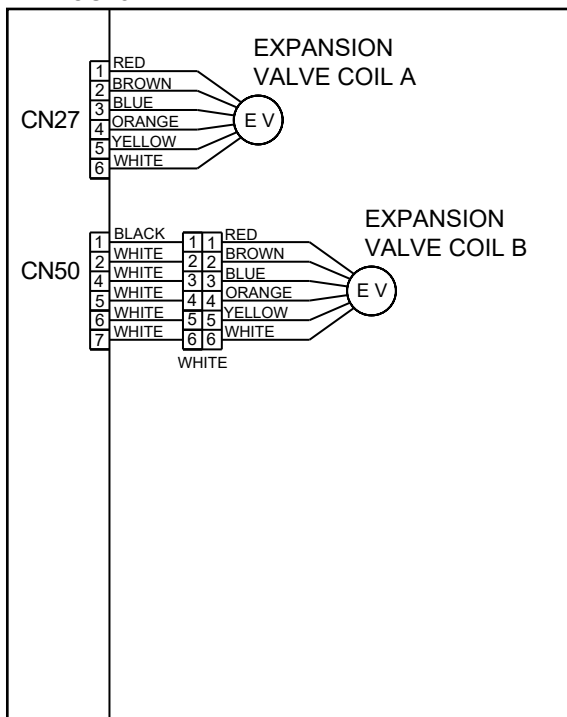 EXPANSION
VALVE COIL A
CN27
1 RED
2 BROWN
3 BLUE
4 ORANGE
5 YELLOW
6 WHITE
E V
EXPANSION
VALVE COIL B
CN50
1 BLACK 1 1 RED
2 WHITE 2 2 BROWN
4 WHITE 3 3 BLUE
5 WHITE 4 4 ORANGE
6 WHITE 5 5 YELLOW
7 WHITE 6 6 WHITE
E V
WHITE